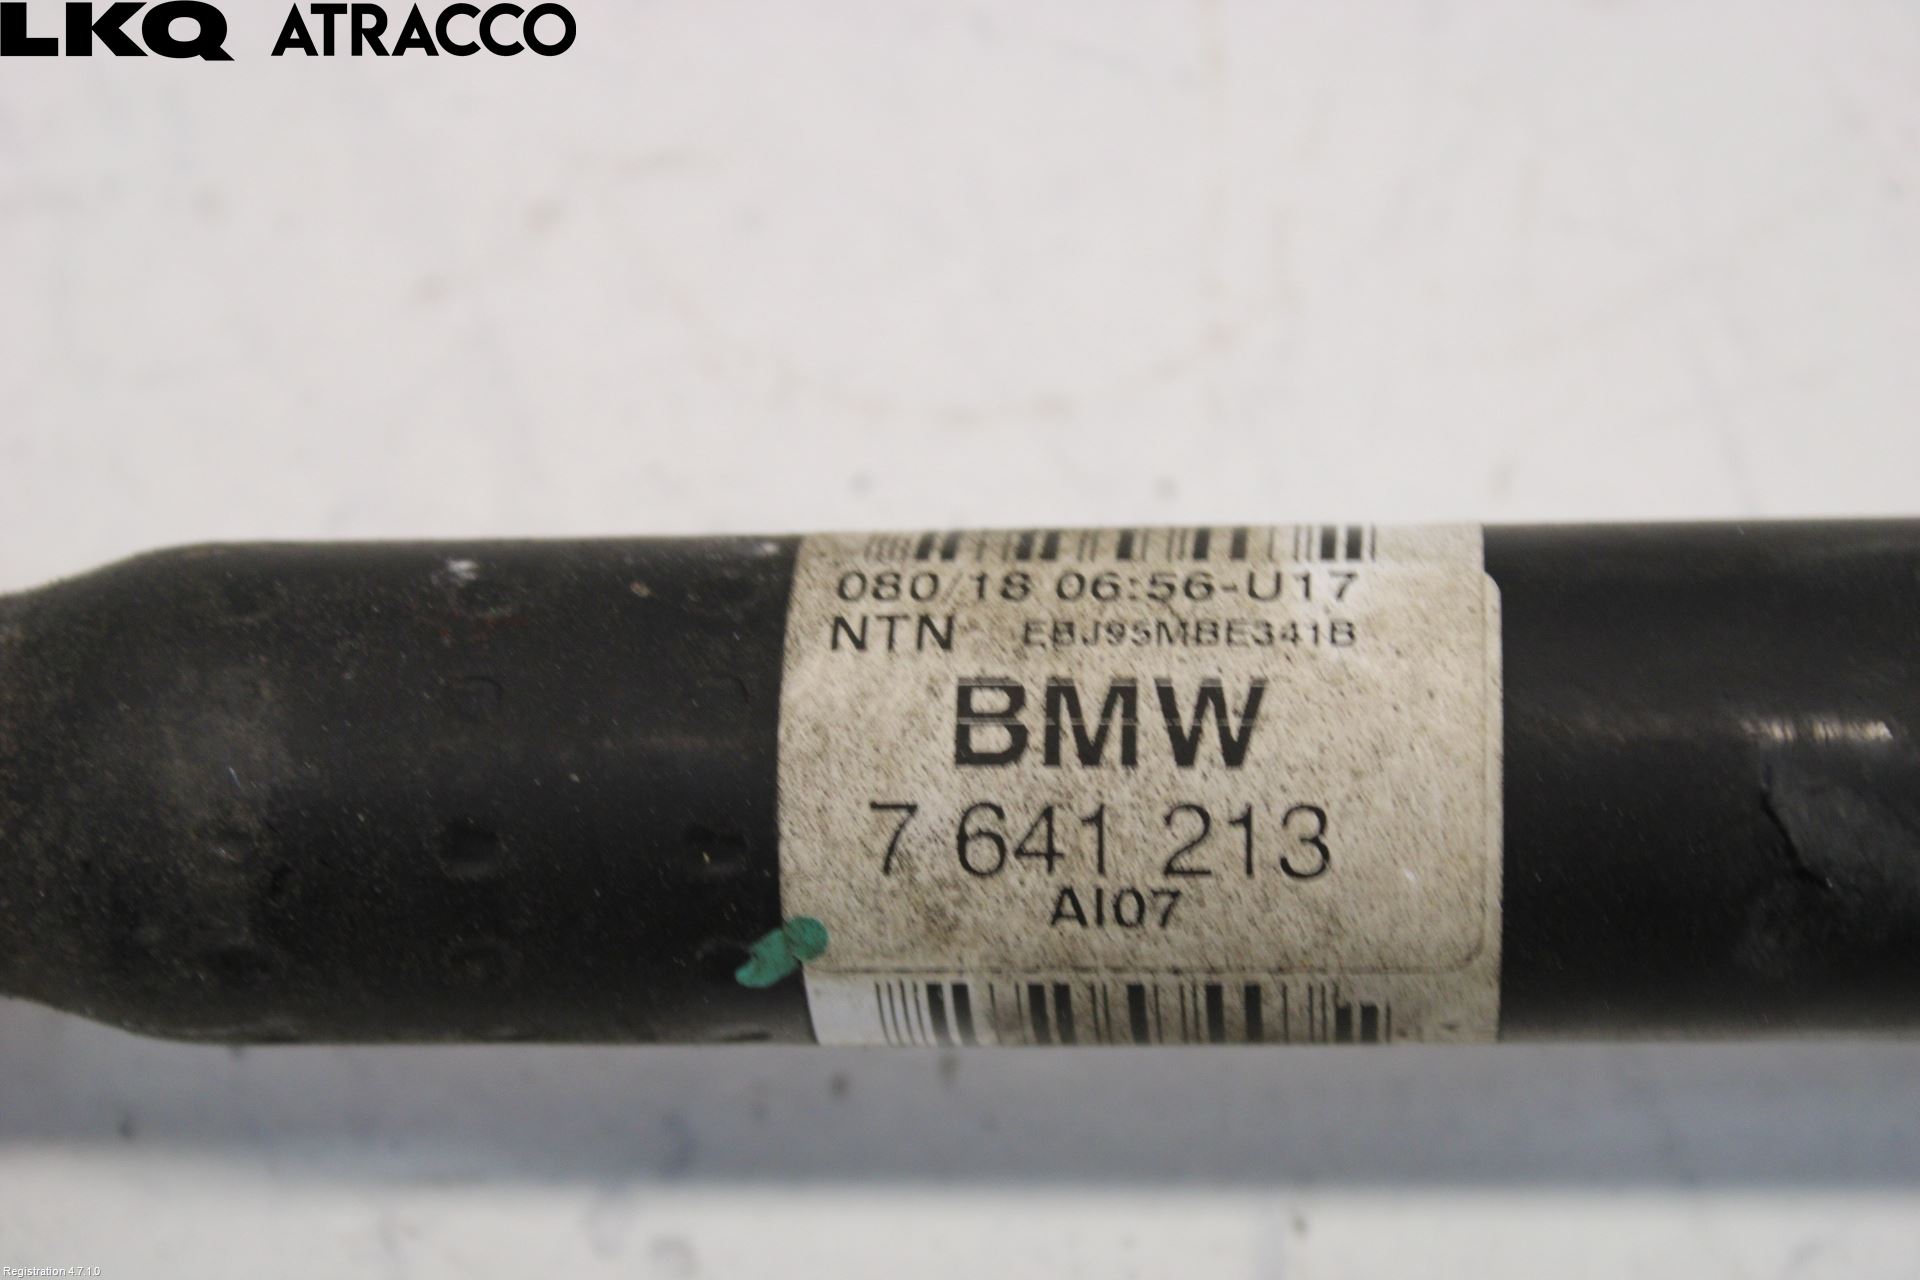 LKQ ATRACCO
080/18 06:56-U17
NTN EBJ95MBE341B
BMW
7 641 213
AI07
Registration 4.7.1.0